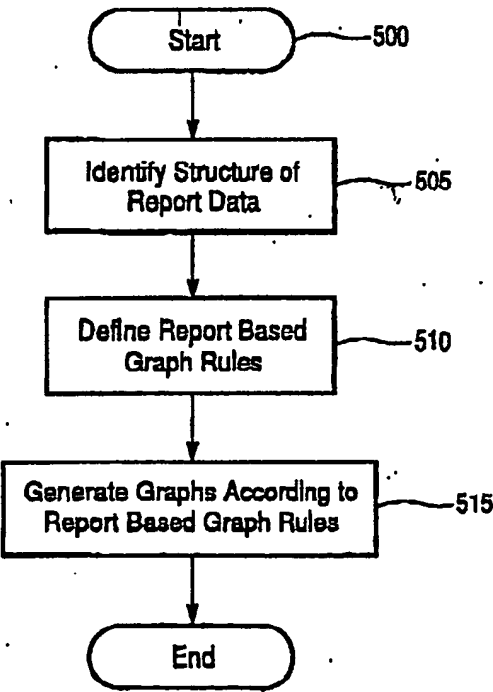 Start
500
Identify Structure of
Report Data
505
Define Report Based
Graph Rules
510
Generate Graphs According to
Report Based Graph Rules
515
End